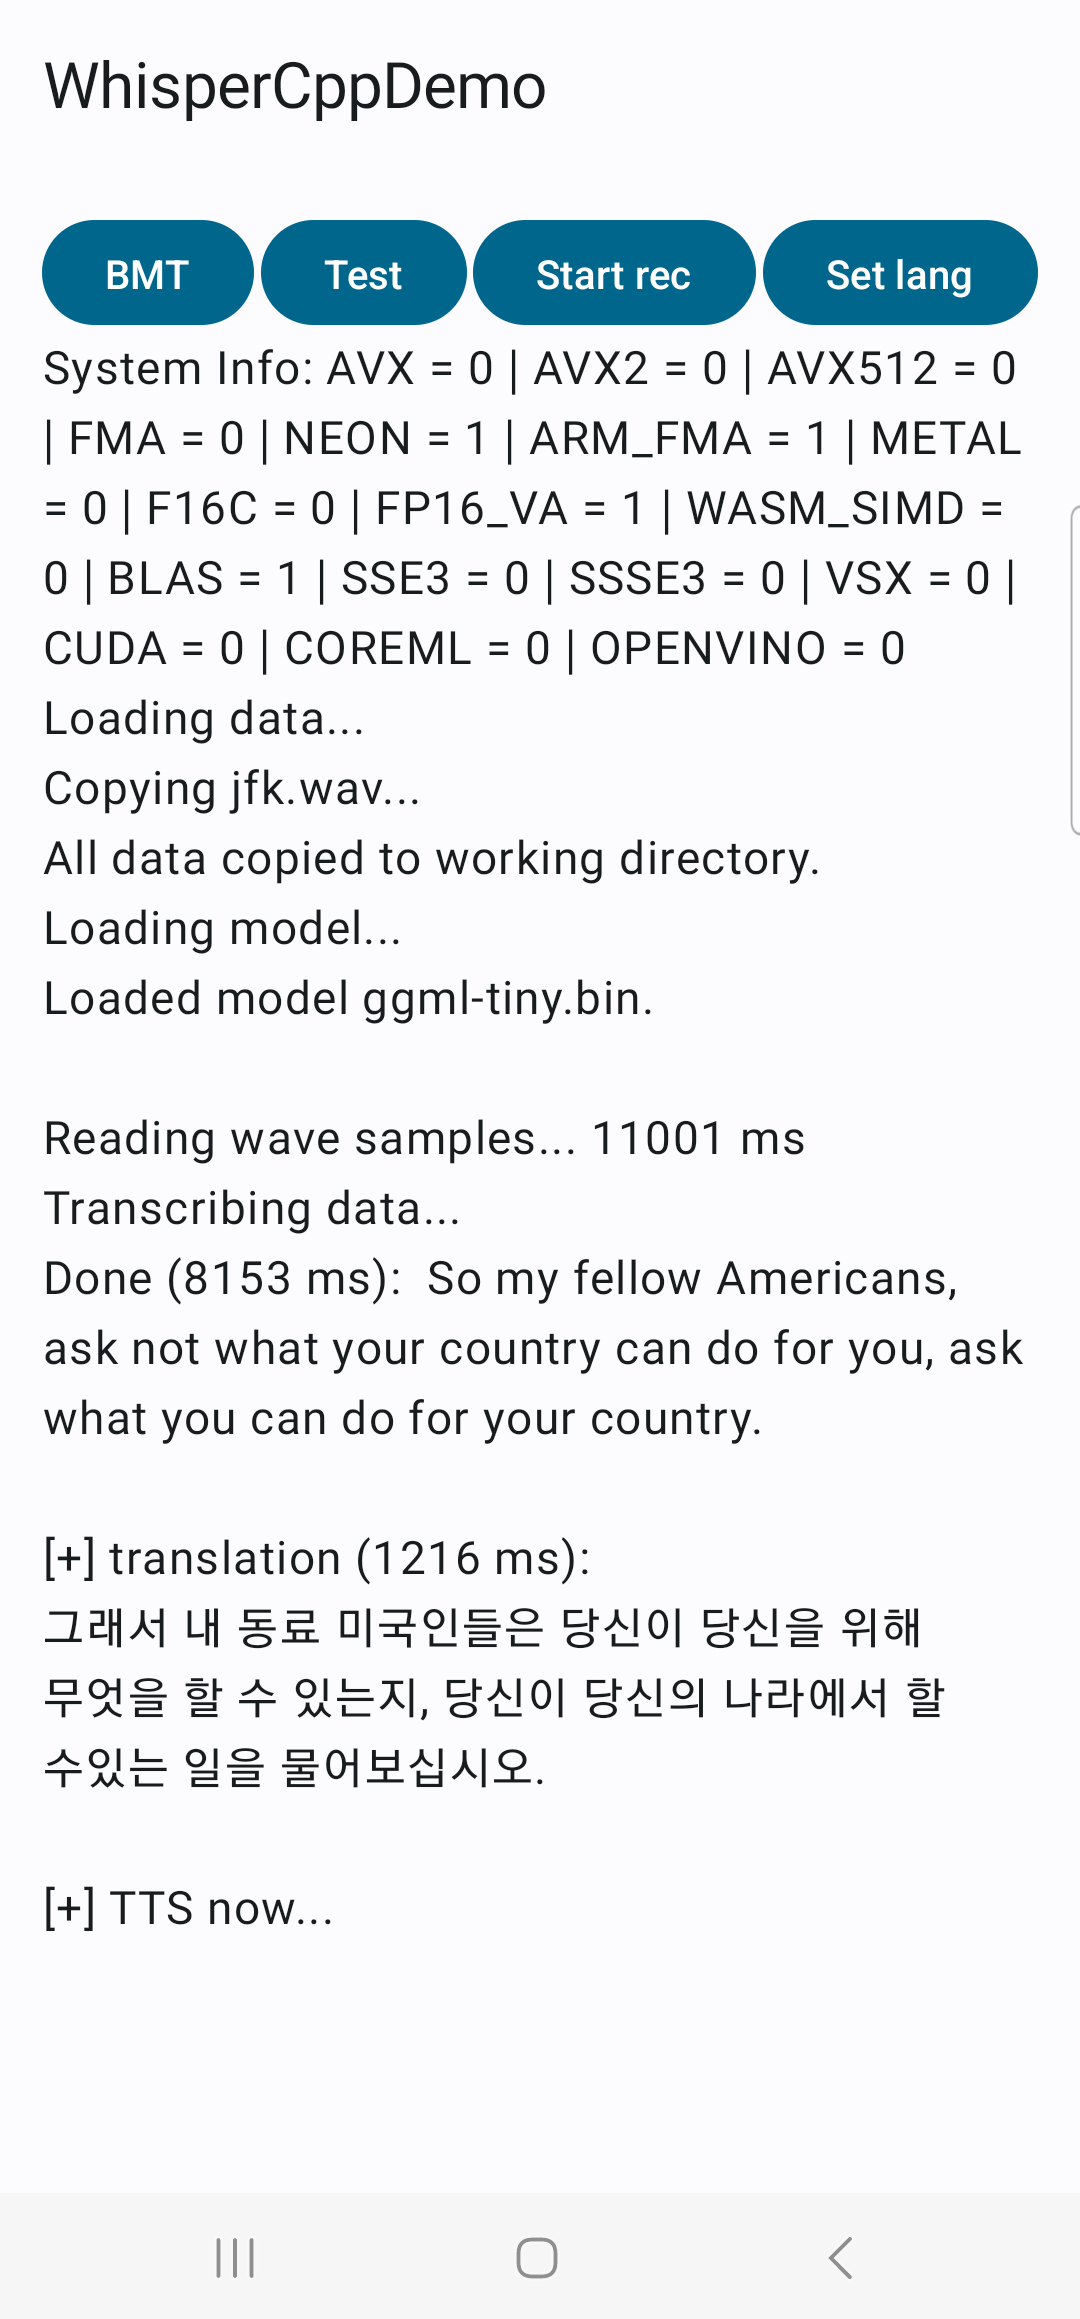 WhisperCppDemo
BMT Test Start rec Set lang
System Info: AVX = 0 | AVX2 = 0 | AVX512 = 0
| FMA = 0 | NEON = 1 | ARM_FMA = 1 | METAL
= 0 | F16C = 0 | FP16_VA = 1 | WASM_SIMD =
0 | BLAS = 1 | SSE3 = 0 | SSSE3 = 0 | VSX = 0 |
CUDA = 0 | COREML = 0 | OPENVINO = 0
Loading data...
Copying jfk.wav...
All data copied to working directory.
Loading model...
Loaded model ggml-tiny.bin.
Reading wave samples... 11001 ms
Transcribing data...
Done (8153 ms):  So my fellow Americans,
ask not what your country can do for you, ask
what you can do for your country.
[+] translation (1216 ms):
그래서 내 동료 미국인들은 당신이 당신을 위해
무엇을 할 수 있는지, 당신이 당신의 나라에서 할
수있는 일을 물어보십시오.
[+] TTS now...